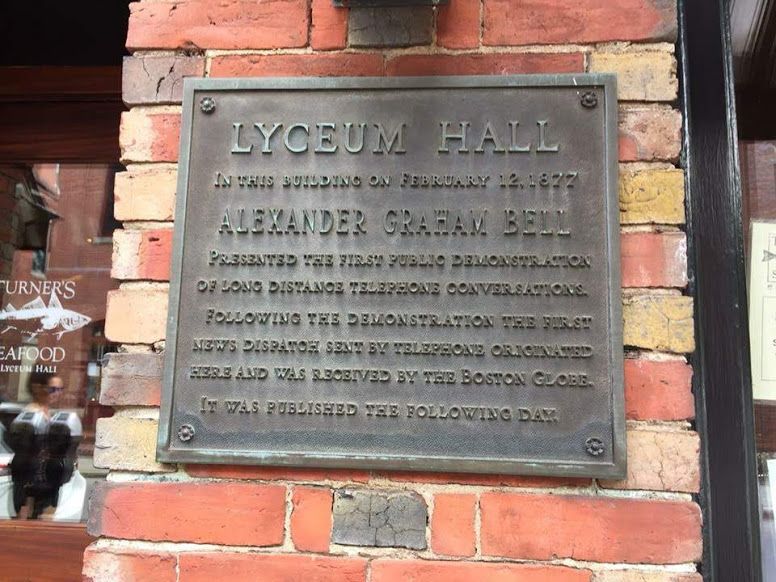 LYCEUM HALL
IN THIS BUILDING ON FEBRUARY 12, 1877
ALEXANDER GRAHAM BELL
PRESENTED THE FIRST PUBLIC DEMONSTRATION
OF LONG DISTANCE TELEPHONE CONVERSATIONS.
FOLLOWING THE DEMONSTRATION THE FIRST
NEWS DISPATCH SENT BY TELEPHONE ORIGINATED
HERE AND WAS RECEIVED BY THE BOSTON GLOBE.
IT WAS PUBLISHED THE FOLLOWING DAY.
TURNER'S
EAFOOD
LYCEUM HALL